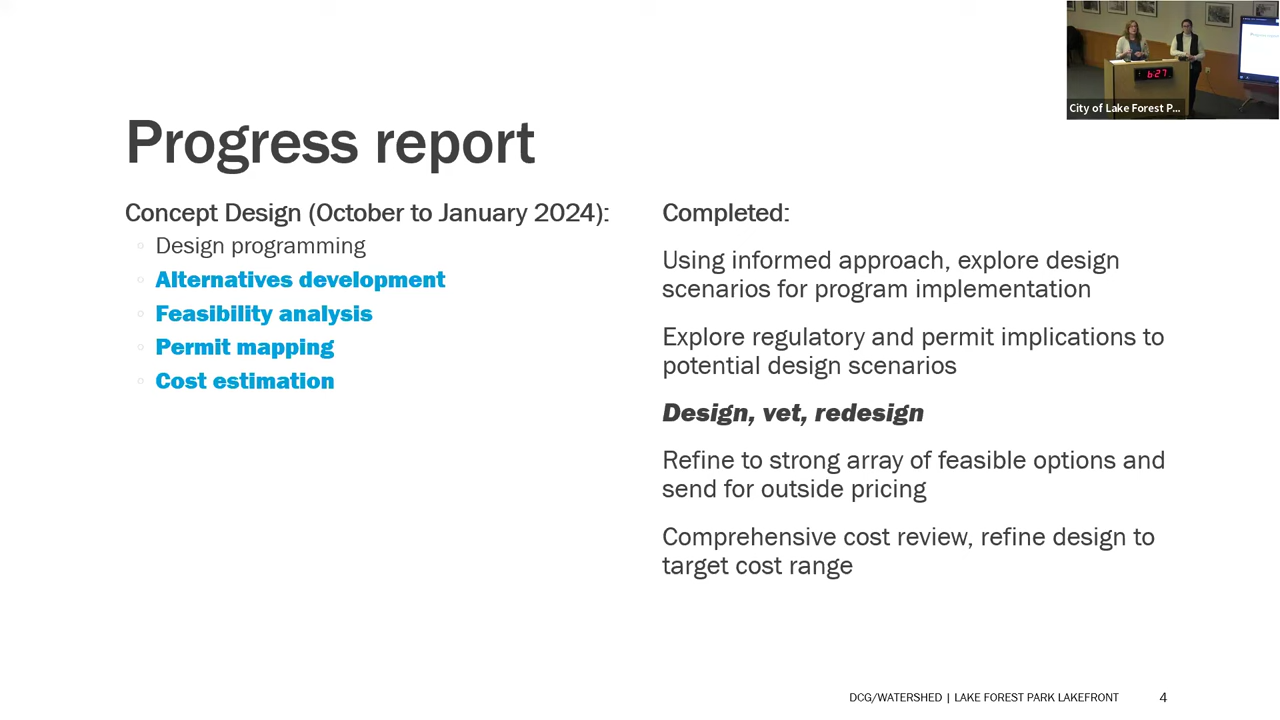 6:27
City of Lake Forest P...
Progress report
Concept Design (October to January 2024):
Design programming
Alternatives development
Feasibility analysis
Permit mapping
Cost estimation
Completed:
Using informed approach, explore design
scenarios for program implementation
Explore regulatory and permit implications to
potential design scenarios
Design, vet, redesign
Refine to strong array of feasible options and
send for outside pricing
Comprehensive cost review, refine design to
target cost range
DCG/WATERSHED | LAKE FOREST PARK LAKEFRONT
4